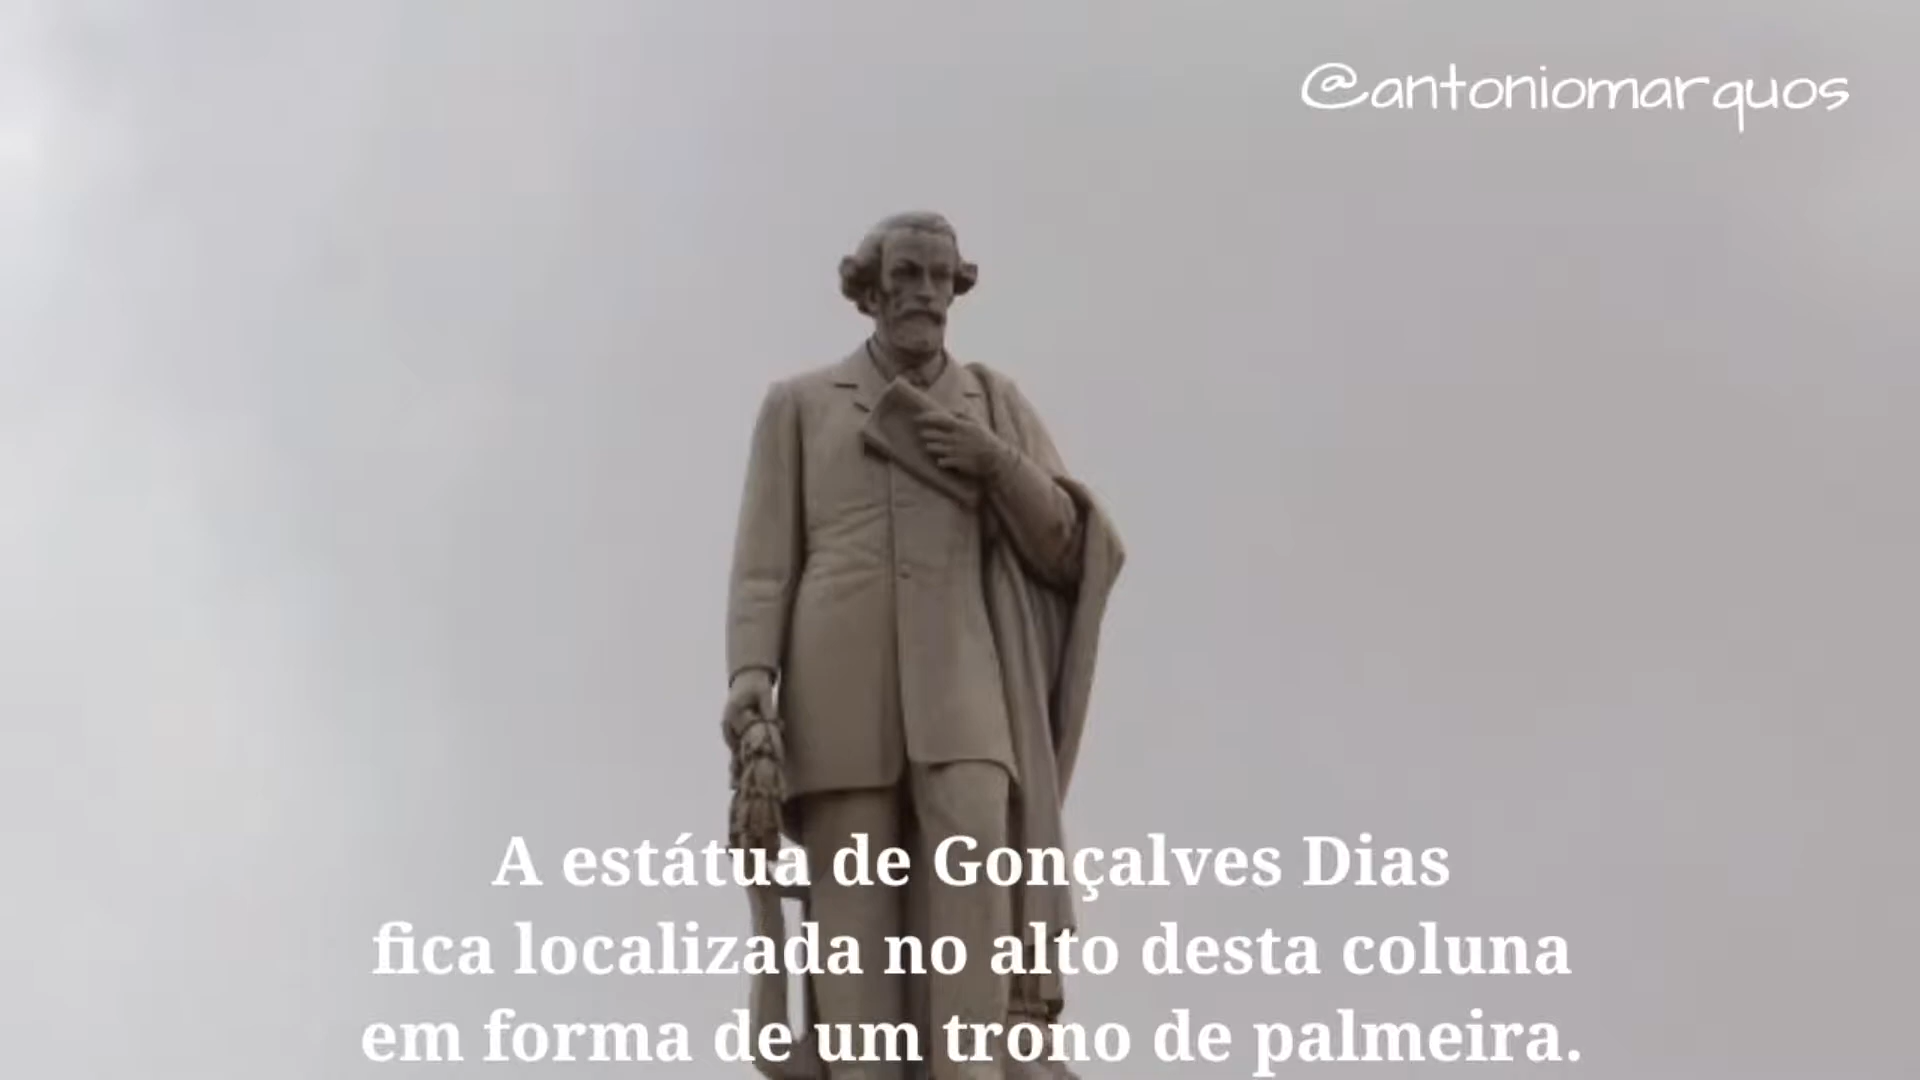 @antoniomarquos
A estátua de Gonçalves Dias
fica localizada no alto desta coluna
em forma de um trono de palmeira.